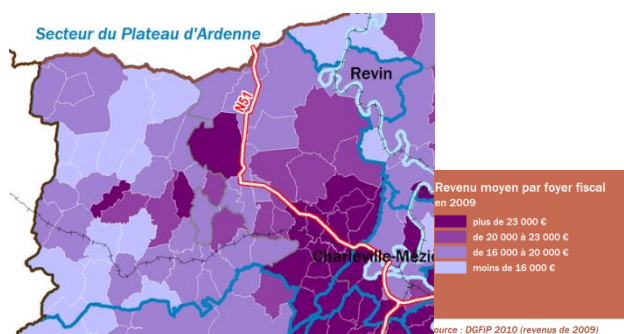 Secteur du Plateau d'Ardenne
Revin
N51
Charleville-Méziè
Revenu moyen par foyer fiscal
en 2009
plus de 23 000 €
de 20 000 à 23 000 €
de 16 000 à 20 000 €
moins de 16 000 €
ource : DGFiP 2010 (revenus de 2009)